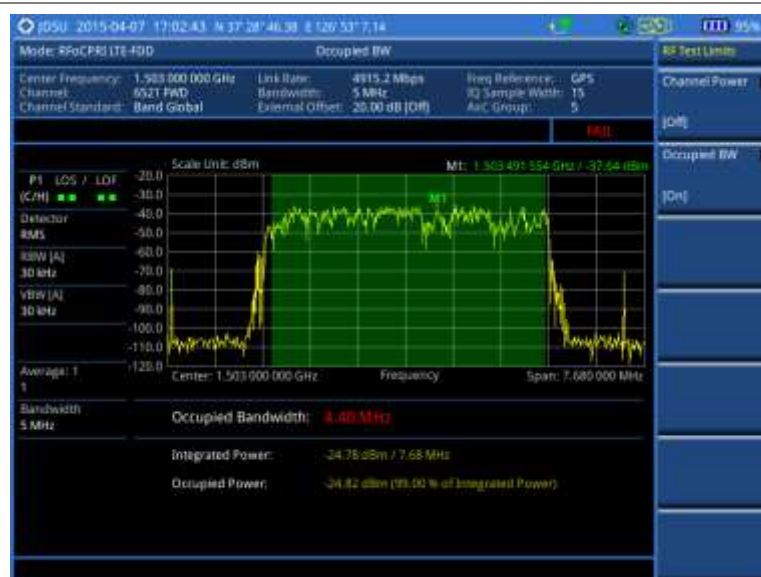 JDSU 2015-04-07 17:02:43 N 37°28'46.38 E 126°53'7.14 95%
Mode: RFoCPRI LTE-FDD Occupied BW RF Test Limits
Center Frequency: 1.503 000 000 GHz Link Rate: 4915.2 Mbps Freq Reference: GPS
Channel: 6521 FWD Bandwidth: 5 MHz IQ Sample Width: 15
Channel Standard: Band Global External Offset: 20.00 dB [Off] AxC Group: 5
Channel Power
[Off]
FAIL
Occupied BW
[On]
Scale Unit: dBm M1: 1.503 491 554 GHz / -37.64 dBm
P1 LOS / LOF
(C/H)
Detector
RMS
RBW [A]
30 kHz
VBW [A]
30 kHz
Average: 1
1
Bandwidth
5 MHz
-20.0
-30.0
-40.0
-50.0
-60.0
-70.0
-80.0
-90.0
-100.0
-110.0
-120.0
M1
Center: 1.503 000 000 GHz Frequency Span: 7.680 000 MHz
Occupied Bandwidth: 4.40 MHz
Integrated Power: -24.78 dBm / 7.68 MHz
Occupied Power: -24.82 dBm (99.00 % of Integrated Power)